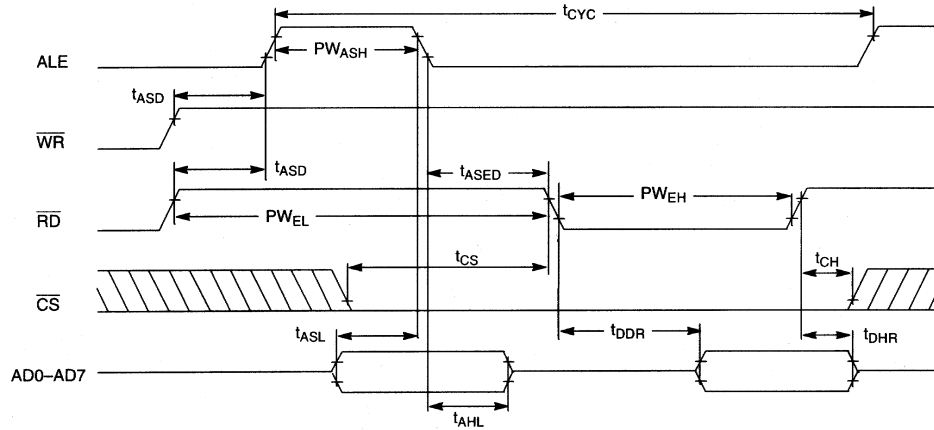 tCYC
ALE
PWASH
tASD
WR
tASD
tASED
PWEH
RD
PWEL
tCS
tCH
CS
tASL
tDDR
tDHR
AD0–AD7
tAHL